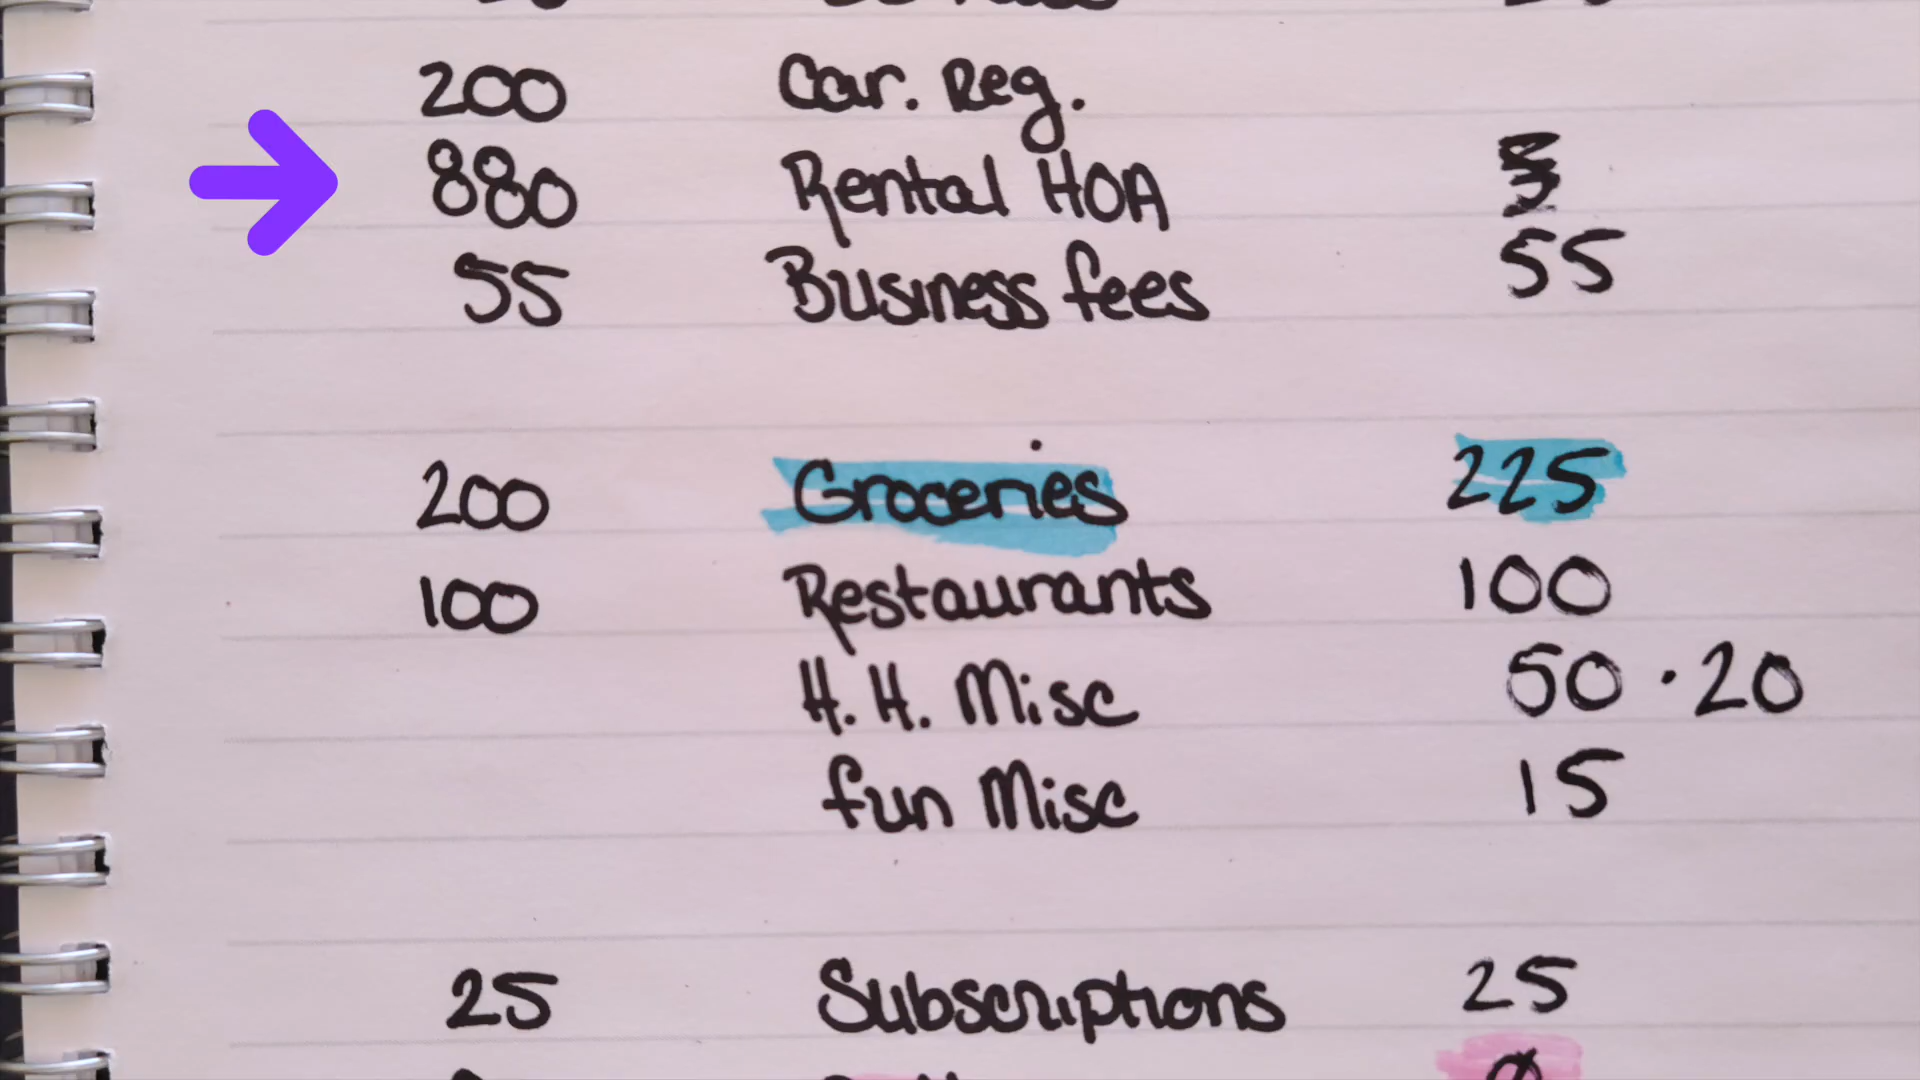 200 Car. Reg.
880 Rental HOA
55 Business fees 55
200 Groceries 225
100 Restaurants 100
H.H. Misc 50 · 20
fun Misc 15
25 Subscriptions 25